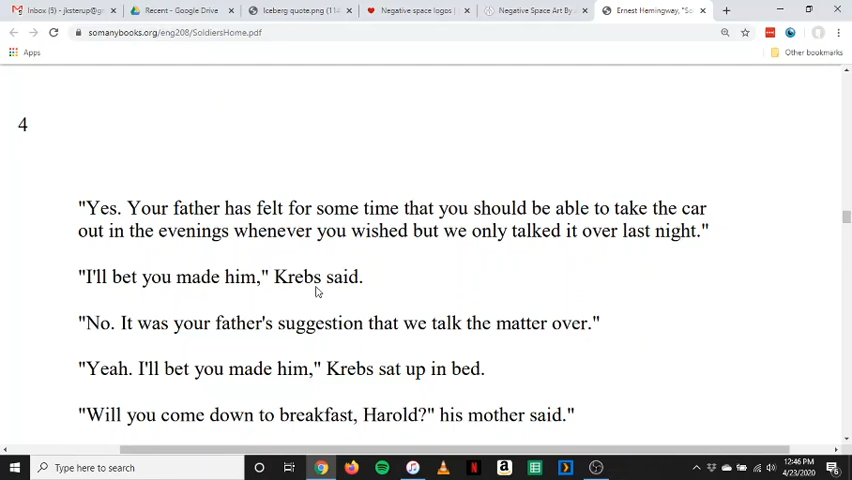 Inbox (5) - jksterup@g
Recent - Google Drive
Iceberg quote.png (11
Negative space logos |
Negative Space Art By
Ernest Hemingway, "So
somanybooks.org/eng208/SoldiersHome.pdf
Apps
Other bookmarks
4
"Yes. Your father has felt for some time that you should be able to take the car
out in the evenings whenever you wished but we only talked it over last night."
"I'll bet you made him," Krebs said.
"No. It was your father's suggestion that we talk the matter over."
"Yeah. I'll bet you made him," Krebs sat up in bed.
"Will you come down to breakfast, Harold?" his mother said."
Type here to search
12:46 PM
4/23/2020